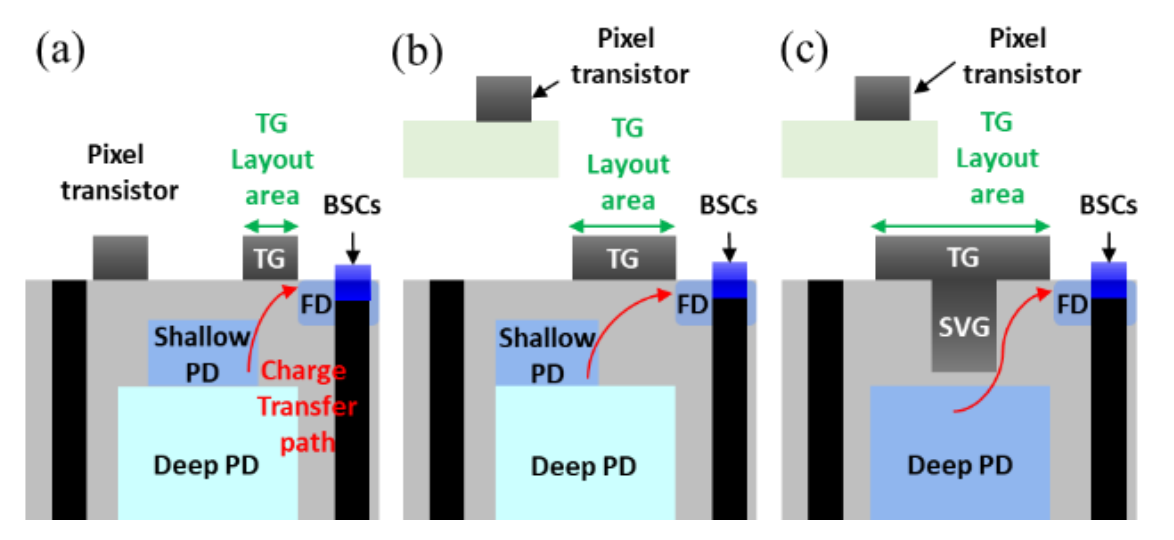 (a)
Pixel
transistor
TG
Layout
area
BSCs
TG
FD
Shallow
PD
Charge
Transfer
path
Deep PD
(b)
Pixel
transistor
TG
Layout
area
BSCs
TG
FD
Shallow
PD
Deep PD
(c)
Pixel
transistor
TG
Layout
area
BSCs
TG
FD
SVG
Deep PD